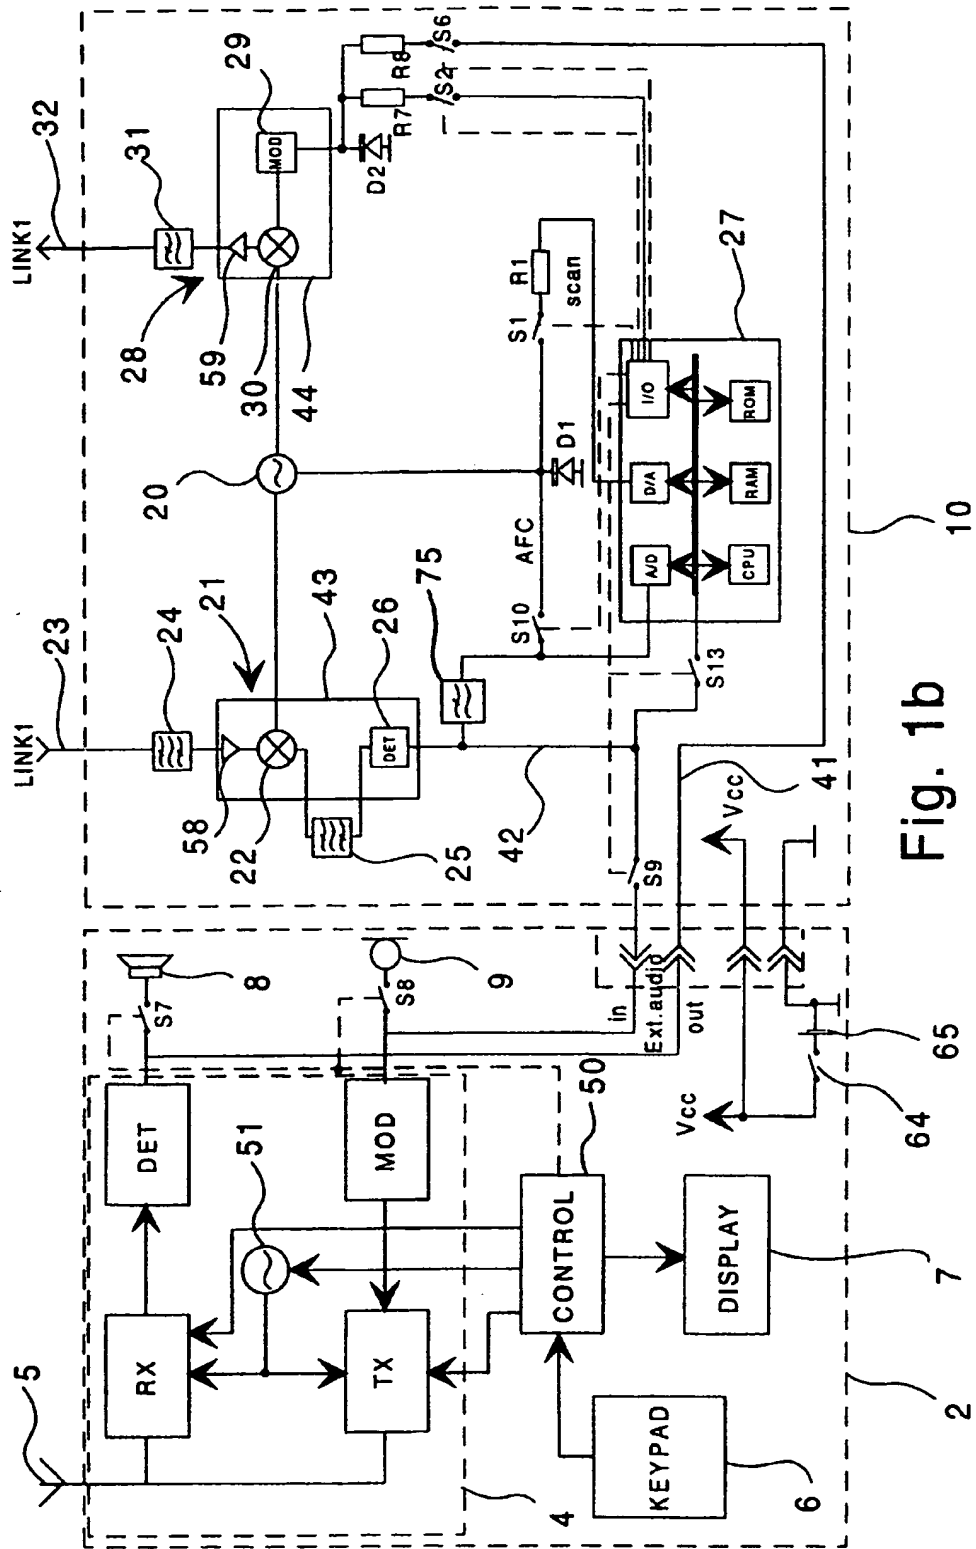 LINK1
23
24
58
22
25
21
43
26
DET
42
75
20
LINK1
32
31
28
59
30
44
MOD
29
D2
R7
R8
S2
S6
AFC
S10
D1
S1
R1
scan
27
A/D
D/A
I/O
CPU
RAM
ROM
S13
S9
41
Vcc
10
5
RX
DET
S7
8
51
TX
MOD
S8
9
4
CONTROL
50
KEYPAD
6
DISPLAY
7
2
in
Ext.audio
out
Vcc
64
65
Fig. 1b